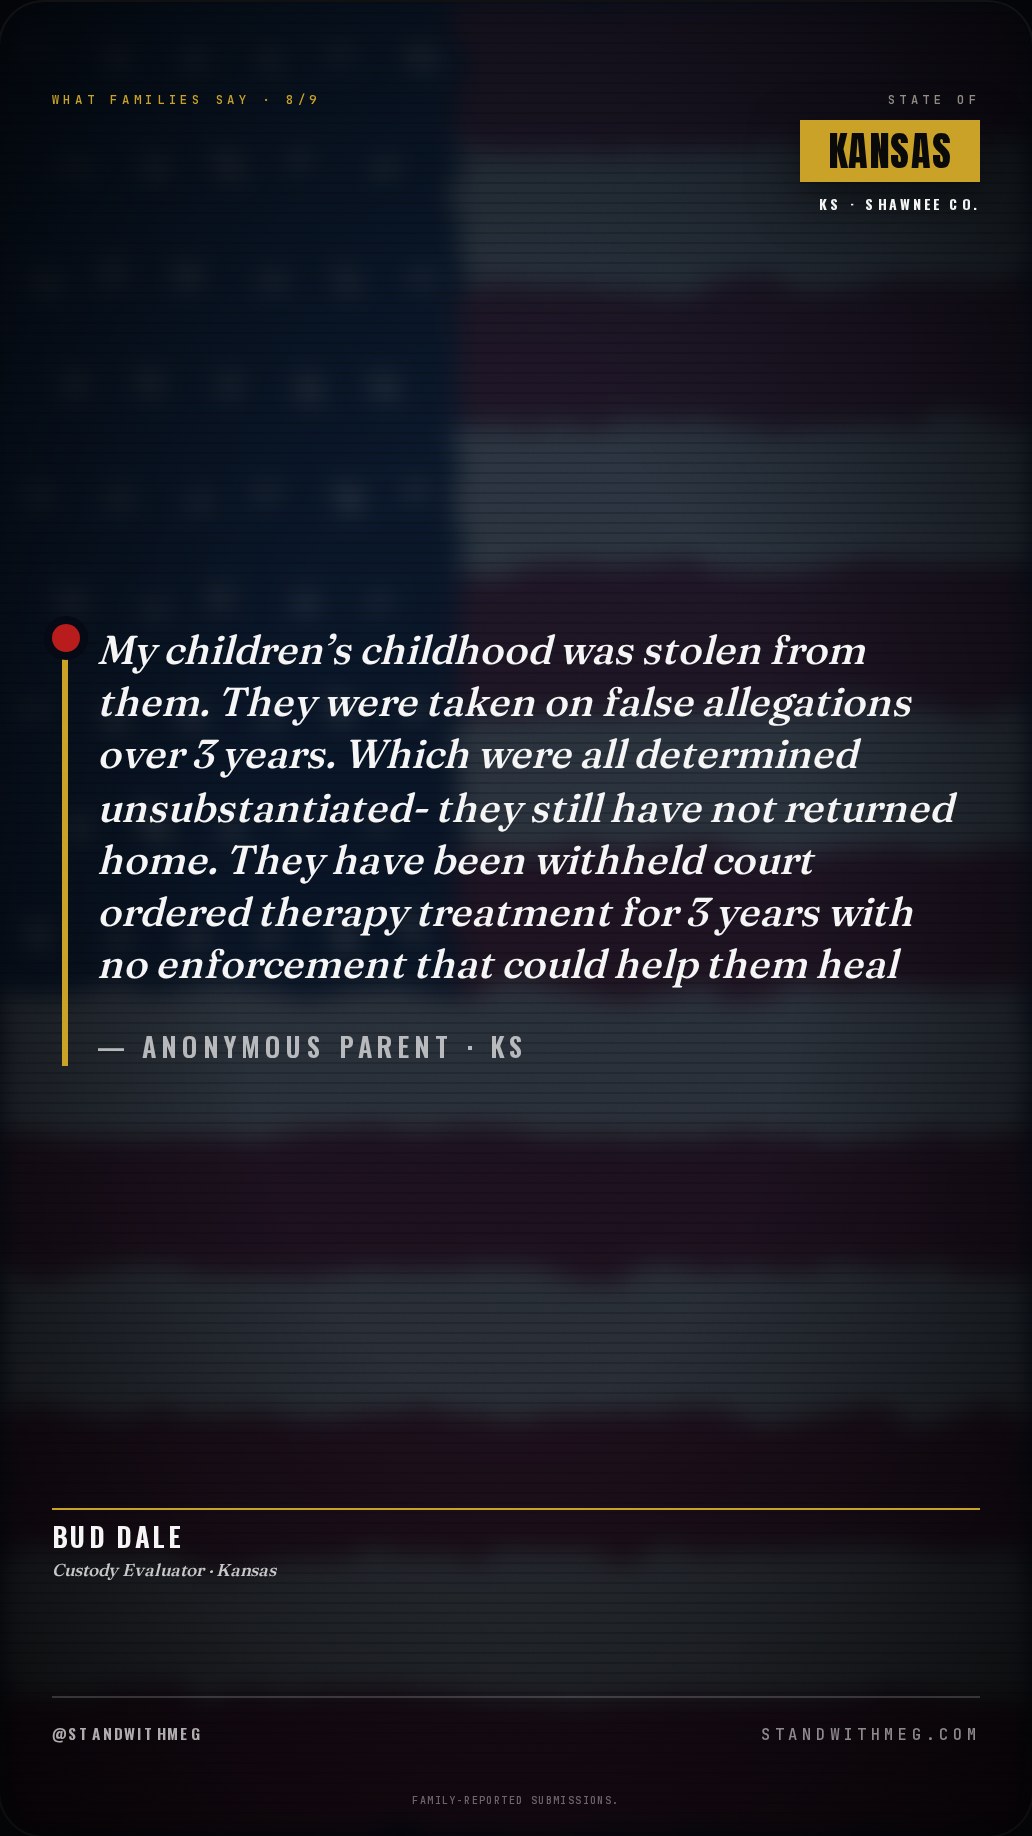 WHAT FAMILIES SAY · 8/9
STATE OF
KANSAS
KS · SHAWNEE CO.
My children’s childhood was stolen from
them. They were taken on false allegations
over 3 years. Which were all determined
unsubstantiated- they still have not returned
home. They have been withheld court
ordered therapy treatment for 3 years with
no enforcement that could help them heal
— ANONYMOUS PARENT · KS
BUD DALE
Custody Evaluator · Kansas
@STANDWITHMEG
STANDWITHMEG.COM
FAMILY-REPORTED SUBMISSIONS.